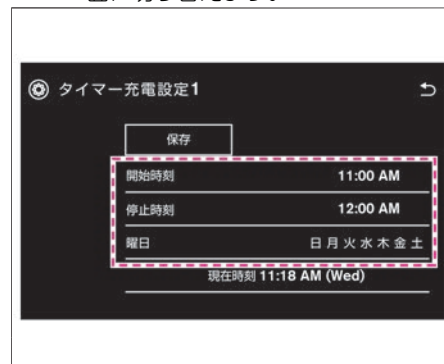 タイマー充電設定1
保存
開始時刻 11:00 AM
停止時刻 12:00 AM
曜日 日月火水木金土
現在時刻 11:18 AM (Wed)